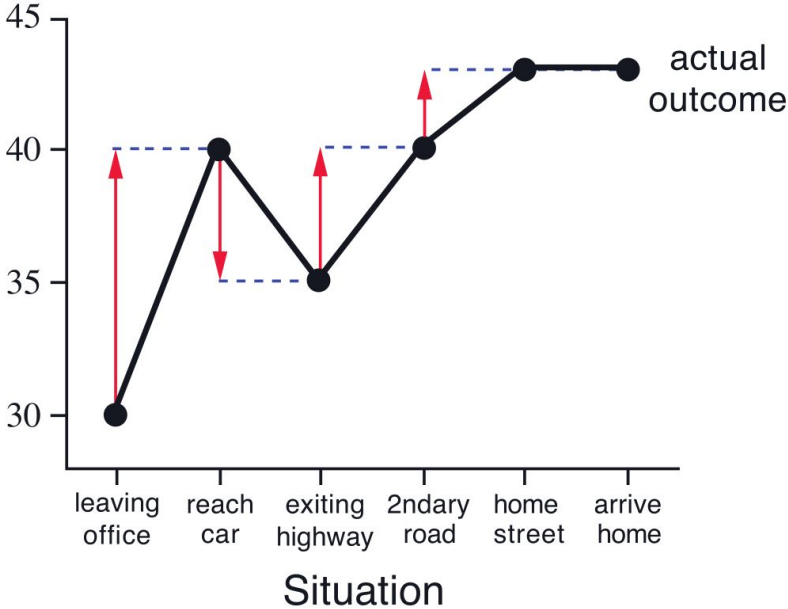 45
40
35
30
actual
outcome
leaving
office
reach
car
exiting
highway
2ndary
road
home
street
arrive
home
Situation